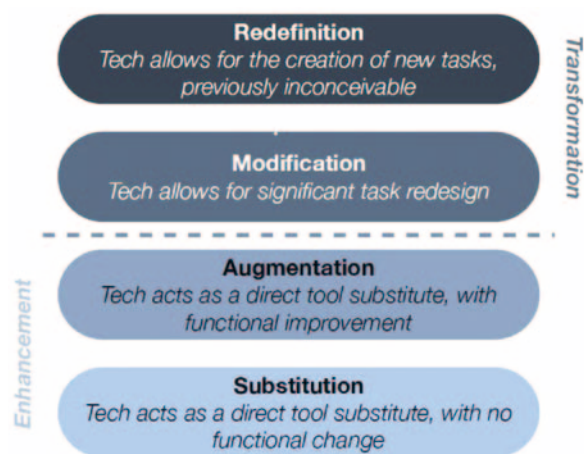 Redefinition
Tech allows for the creation of new tasks,
previously inconceivable
Transformation
Modification
Tech allows for significant task redesign
Augmentation
Tech acts as a direct tool substitute, with
functional improvement
Enhancement
Substitution
Tech acts as a direct tool substitute, with no
functional change